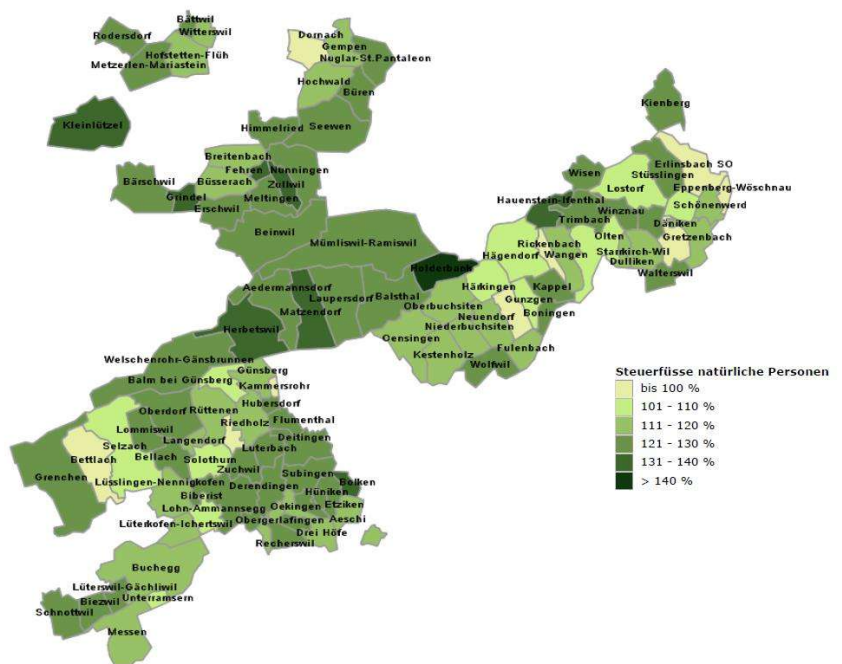 Bättwil
Rodersdorf
Witterswil
Hofstetten-Flüh
Metzerlen-Mariastein
Dornach
Gempen
Nuglar-St.Pantaleon
Hochwald
Büren
Kleinlützel
Himmelried
Seewen
Kienberg
Breitenbach
Fehren
Nunningen
Bärschwil
Büsserach
Zullwil
Grindel
Meltingen
Erschwil
Wisen
Erlinsbach SO
Stüsslingen
Lostorf
Eppenberg-Wöschnau
Hauenstein-Ifenthal
Schönenwerd
Winznau
Trimbach
Däniken
Beinwil
Mümliswil-Ramiswil
Rickenbach
Olten
Gretzenbach
Hägendorf
Wangen
Starrkirch-Wil
Dulliken
Holderbank
Walterswil
Aedermannsdorf
Laupersdorf
Balsthal
Härkingen
Kappel
Matzendorf
Oberbuchsiten
Gunzgen
Herbetswil
Neuendorf
Boningen
Niederbuchsiten
Oensingen
Fulenbach
Kestenholz
Wolfwil
Welschenrohr-Gänsbrunnen
Günsberg
Balm bei Günsberg
Kammersrohr
Hubersdorf
Oberdorf
Rüttenen
Flumenthal
Lommiswil
Riedholz
Langendorf
Deitingen
Selzach
Luterbach
Bellach
Solothurn
Bettlach
Zuchwil
Subingen
Grenchen
Lüsslingen-Nennigkofen
Derendingen
Bolken
Biberist
Hüniken
Lohn-Ammannsegg
Oekingen
Etziken
Lüterkofen-Ichertswil
Obergerlafingen
Aeschi
Drei Höfe
Recherswil
Buchegg
Lüterswil-Gächliwil
Biezwil
Unterramsern
Schnottwil
Messen
Steuerfüsse natürliche Personen
bis 100 %
101 - 110 %
111 - 120 %
121 - 130 %
131 - 140 %
> 140 %